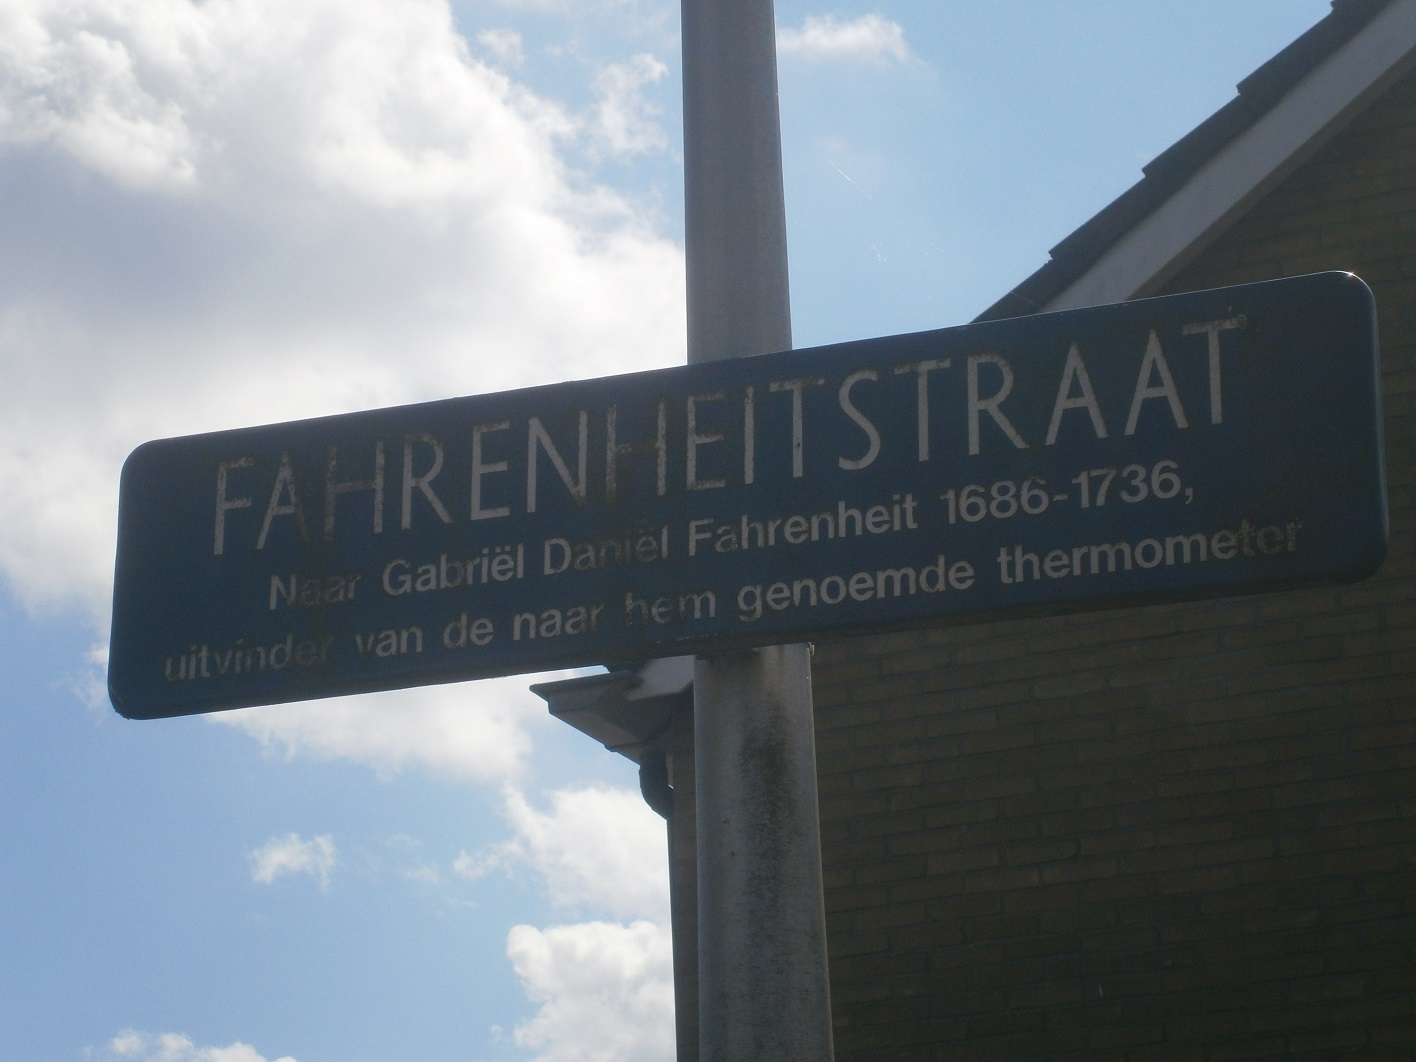 FAHRENHEITSTRAAT
Naar Gabriël Daniël Fahrenheit 1686-1736,
uitvinder van de naar hem genoemde thermometer